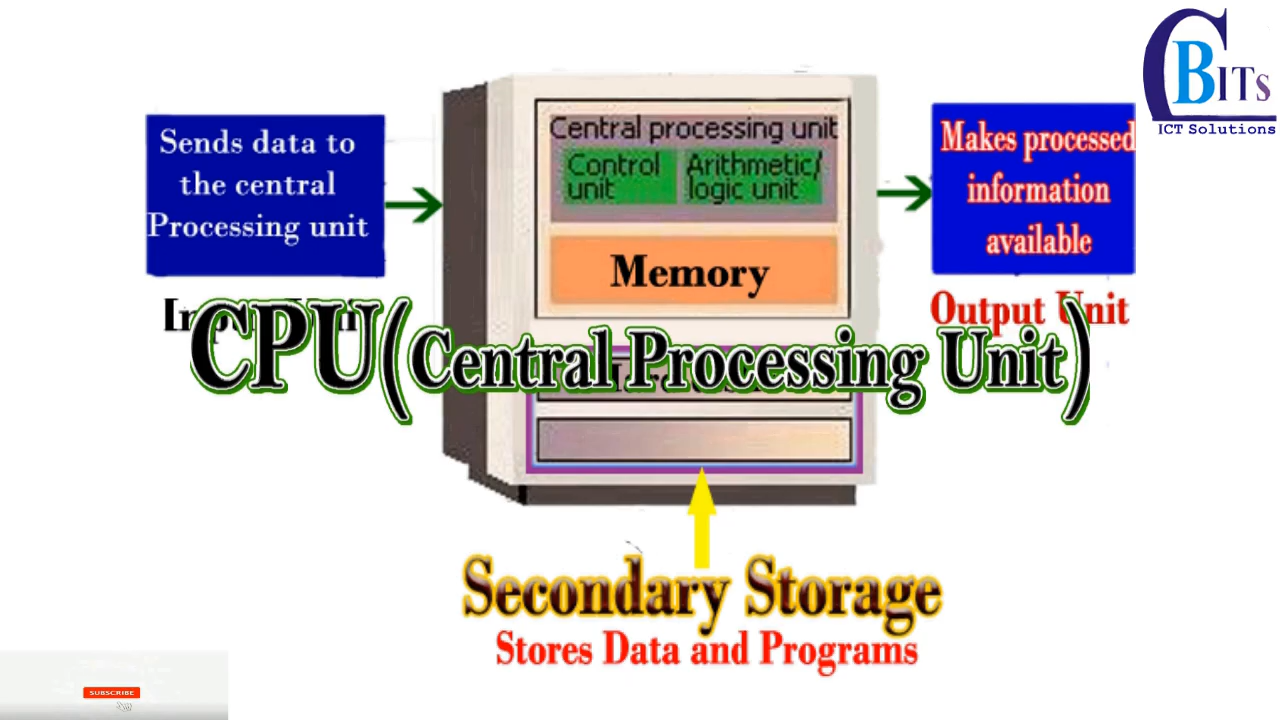 CBITs
ICT Solutions
Sends data to
the central
Processing unit
Central processing unit
Control
unit
Arithmetic/
logic unit
Memory
Makes processed
information
available
Output Unit
CPU(Central Processing Unit)
Secondary Storage
Stores Data and Programs
SUBSCRIBE